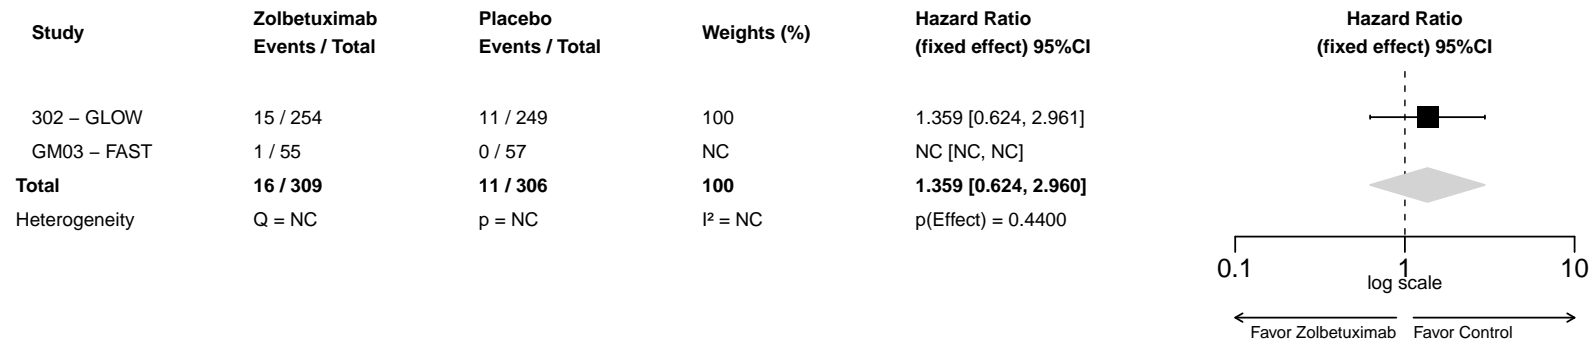 Study Zolbetuximab Events / Total Placebo Events / Total Weights (%) Hazard Ratio (fixed effect) 95%CI Hazard Ratio (fixed effect) 95%CI
302 – GLOW 15 / 254 11 / 249 100 1.359 [0.624, 2.961]
GM03 – FAST 1 / 55 0 / 57 NC NC [NC, NC]
Total 16 / 309 11 / 306 100 1.359 [0.624, 2.960]
Heterogeneity Q = NC p = NC I² = NC p(Effect) = 0.4400
0.1 1 10
log scale
Favor Zolbetuximab Favor Control